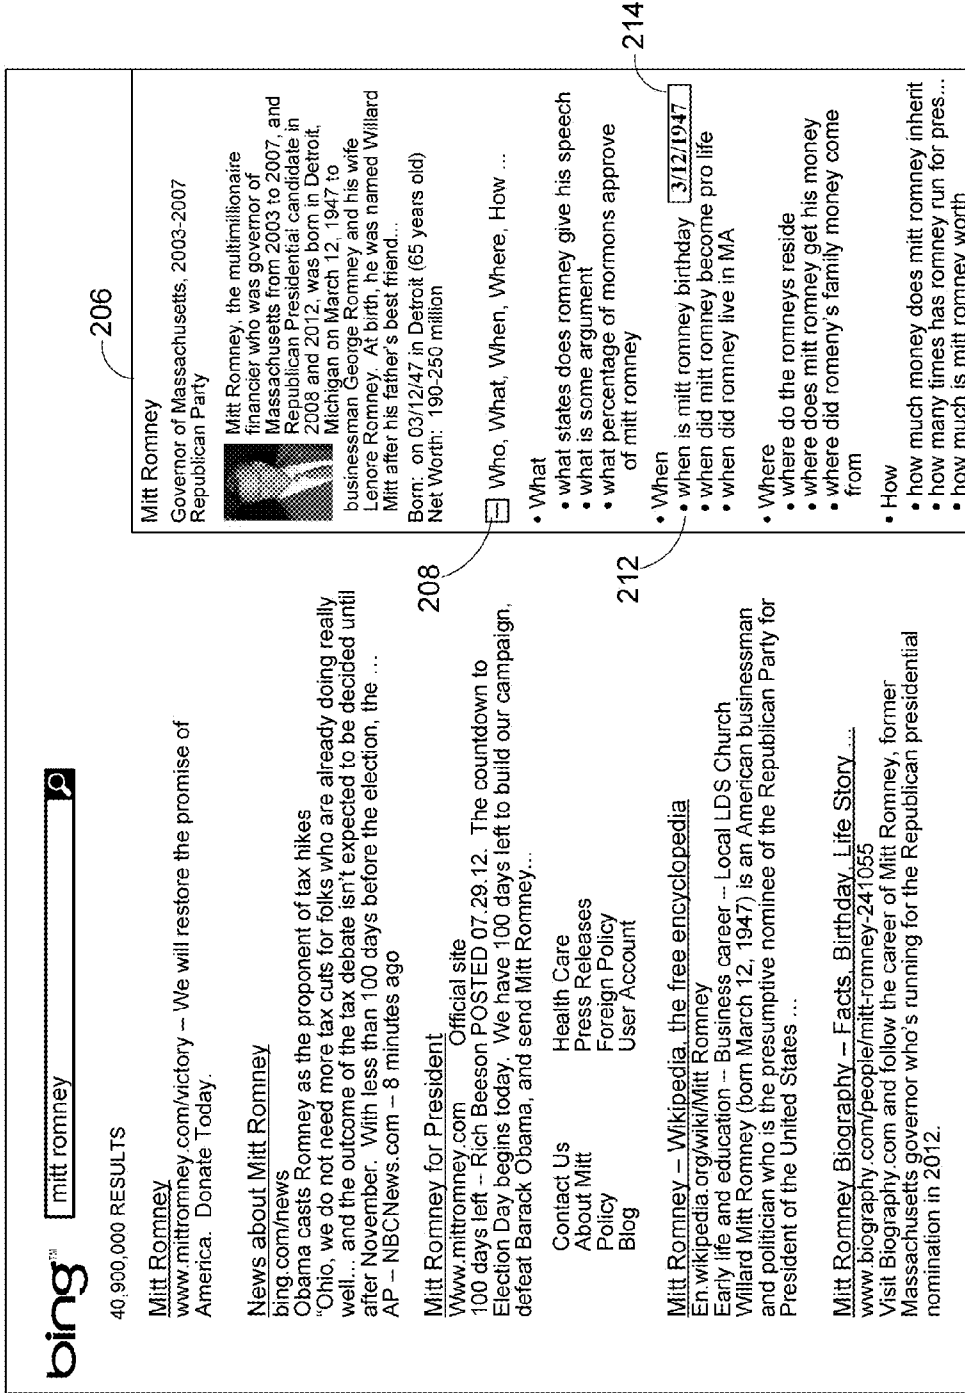 bing™
mitt romney
40,900,000 RESULTS
Mitt Romney
www.mittromney.com/victory -- We will restore the promise of
America. Donate Today.
News about Mitt Romney
bing.com/news
Obama casts Romney as the proponent of tax hikes
"Ohio, we do not need more tax cuts for folks who are already doing really
well... and the outcome of the tax debate isn't expected to be decided until
after November. With less than 100 days before the election, the ...
AP – NBCNews.com – 8 minutes ago
Mitt Romney for President
Www.mittromney.com Official site
100 days left -- Rich Beeson POSTED 07.29.12. The countdown to
Election Day begins today. We have 100 days left to build our campaign,
defeat Barack Obama, and send Mitt Romney...
Contact Us Health Care
About Mitt Press Releases
Policy Foreign Policy
Blog User Account
Mitt Romney – Wikipedia, the free encyclopedia
En.wikipedia.org/wiki/Mitt Romney
Early life and education -- Business career -- Local LDS Church
Willard Mitt Romney (born March 12, 1947) is an American businessman
and politician who is the presumptive nominee of the Republican Party for
President of the United States ...
Mitt Romney Biography -- Facts, Birthday, Life Story ...
www.biography.com/people/mitt-romney-241055
Visit Biography.com and follow the career of Mitt Romney, former
Massachusetts governor who's running for the Republican presidential
nomination in 2012.
206
Mitt Romney
Governor of Massachusetts, 2003-2007
Republican Party
Mitt Romney, the multimillionaire
financier who was governor of
Massachusetts from 2003 to 2007, and
Republican Presidential candidate in
2008 and 2012, was born in Detroit,
Michigan on March 12, 1947 to
businessman George Romney and his wife
Lenore Romney. At birth, he was named Willard
Mitt after his father's best friend...
Born: on 03/12/47 in Detroit (65 years old)
Net Worth: 190-250 million
208
Who, What, When, Where, How ...
• What
• what states does romney give his speech
• what is some argument
• what percentage of mormons approve
of mitt romney
• When
212
• when is mitt romney birthday 3/12/1947
214
• when did mitt romney become pro life
• when did romney live in MA
• Where
• where do the romneys reside
• where does mitt romney get his money
• where did romeny's family money come
from
• How
• how much money does mitt romney inherit
• how many times has romney run for pres...
• how much is mitt romney worth